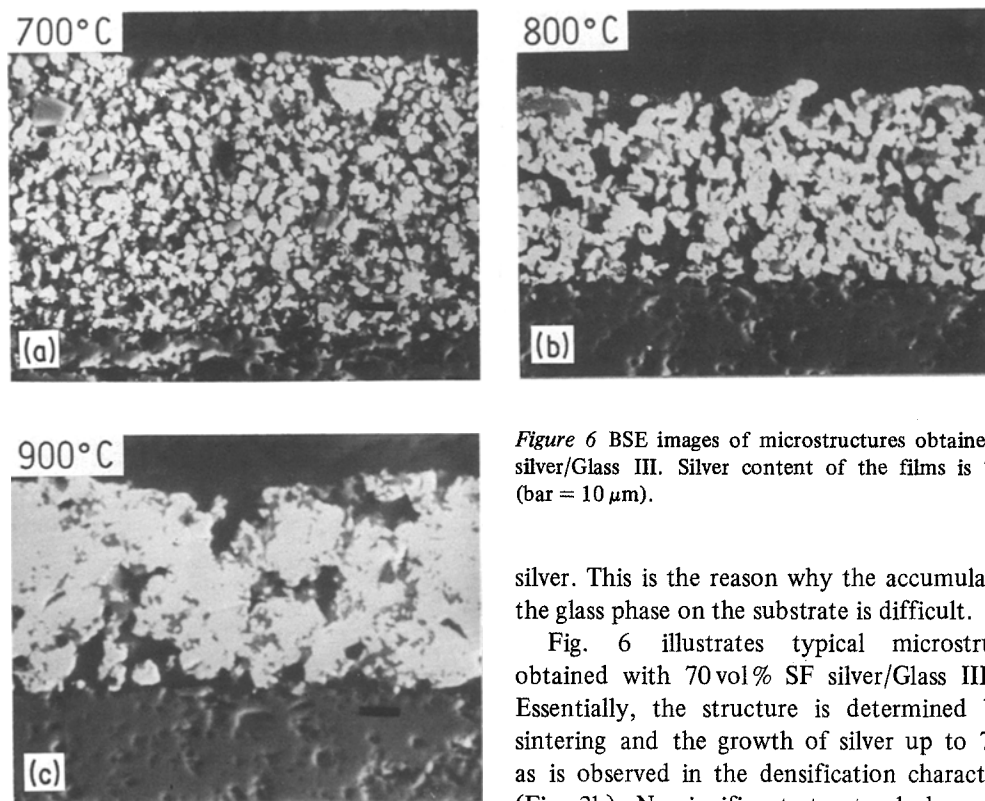 700°C
(a)
800°C
(b)
900°C
(c)
Figure 6 BSE images of microstructures obtaine
silver/Glass III. Silver content of the films is
(bar = 10 μm).
silver. This is the reason why the accumula
the glass phase on the substrate is difficult.
Fig. 6 illustrates typical microstru
obtained with 70 vol % SF silver/Glass III
Essentially, the structure is determined
sintering and the growth of silver up to 7
as is observed in the densification charact